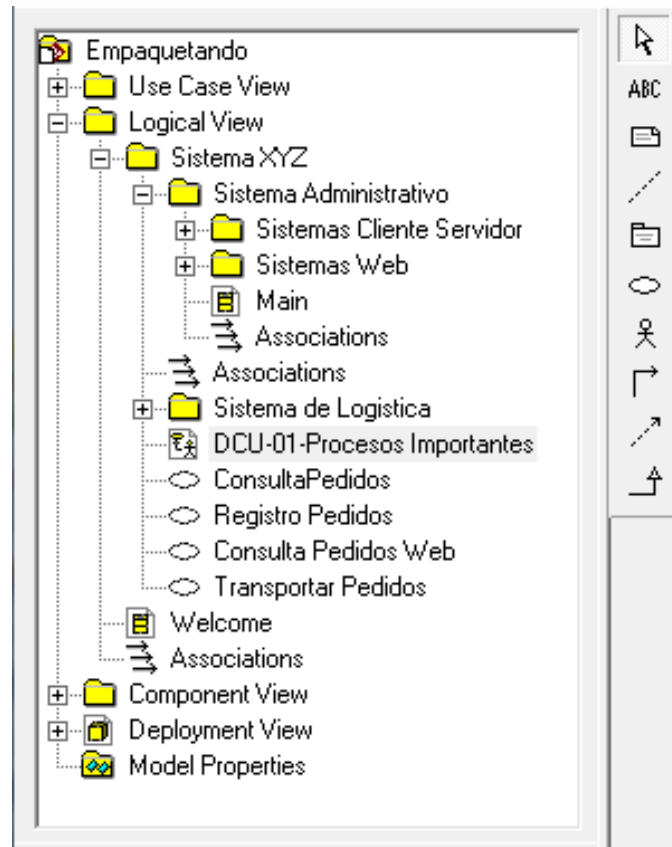 Empaquetando
Use Case View
ABC
Logical View
Sistema XYZ
Sistema Administrativo
Sistemas Cliente Servidor
Sistemas Web
Main
Associations
Associations
Sistema de Logistica
DCU-01-Procesos Importantes
ConsultaPedidos
Registro Pedidos
Consulta Pedidos Web
Transportar Pedidos
Welcome
Associations
Component View
Deployment View
Model Properties